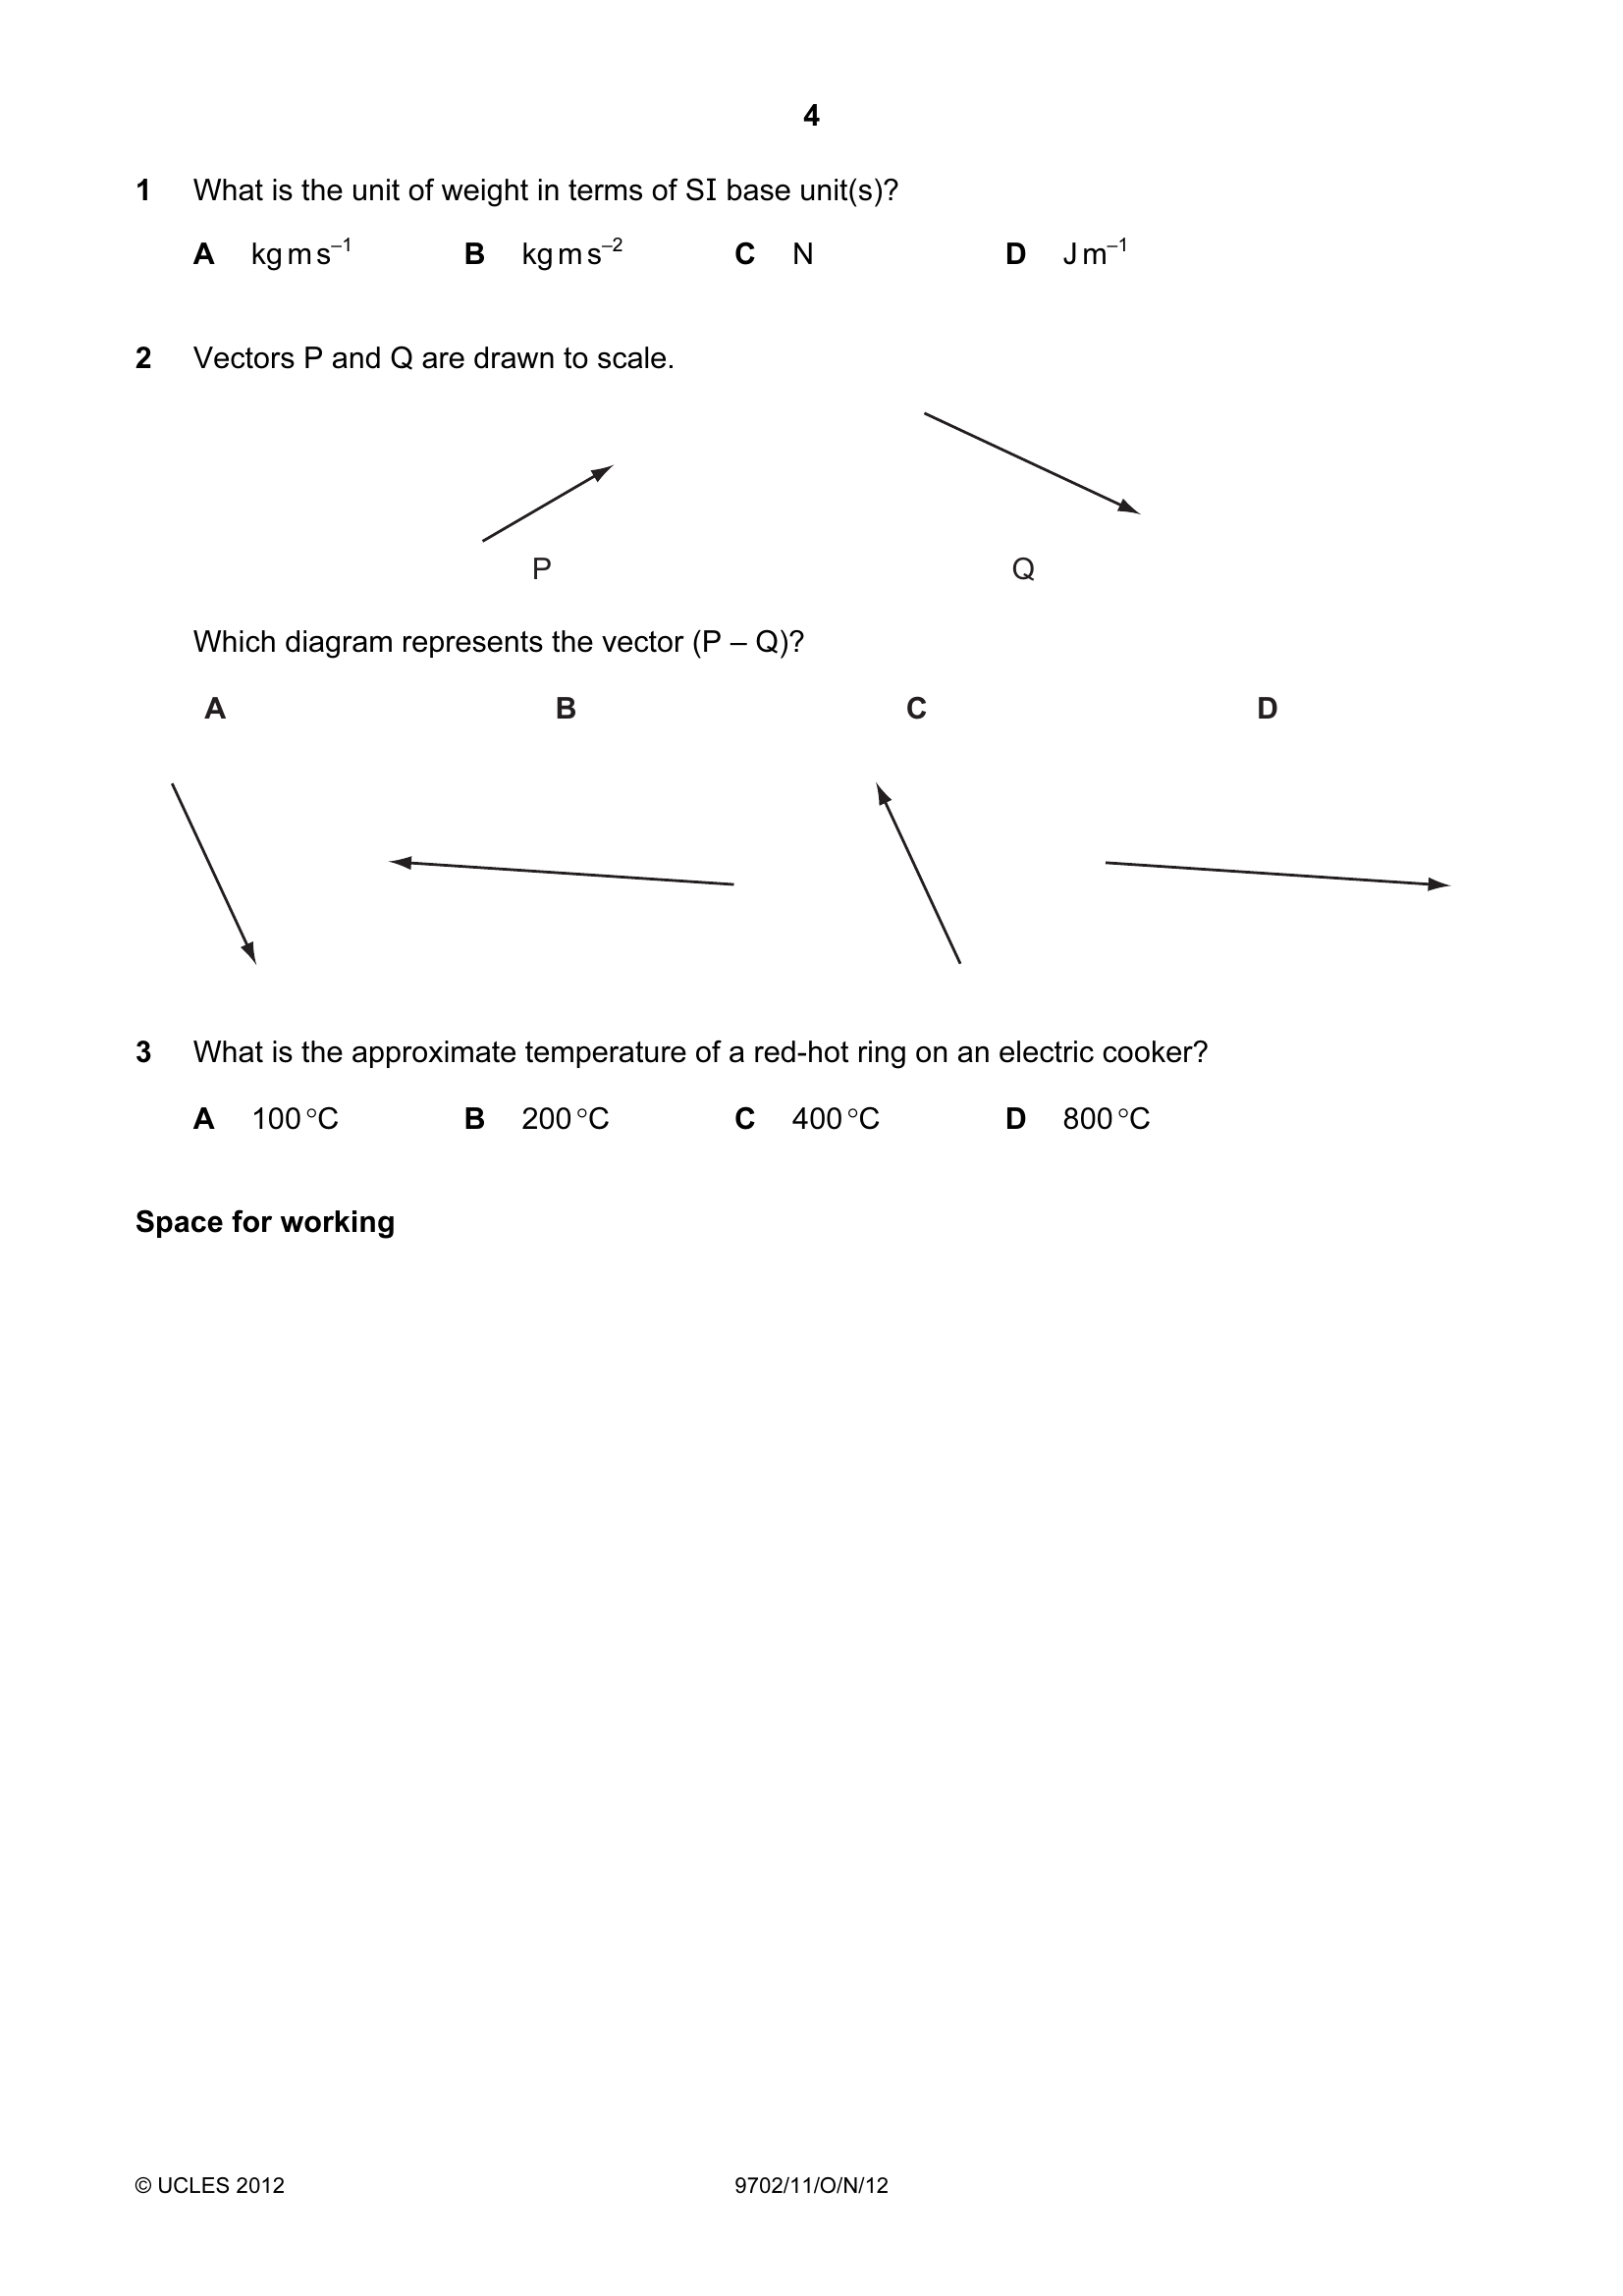 4
1 What is the unit of weight in terms of SI base unit(s)?
A kg m s⁻¹ B kg m s⁻² C N D J m⁻¹
2 Vectors P and Q are drawn to scale.
P Q
Which diagram represents the vector (P – Q)?
A B C D
3 What is the approximate temperature of a red-hot ring on an electric cooker?
A 100 °C B 200 °C C 400 °C D 800 °C
Space for working
© UCLES 2012 9702/11/O/N/12